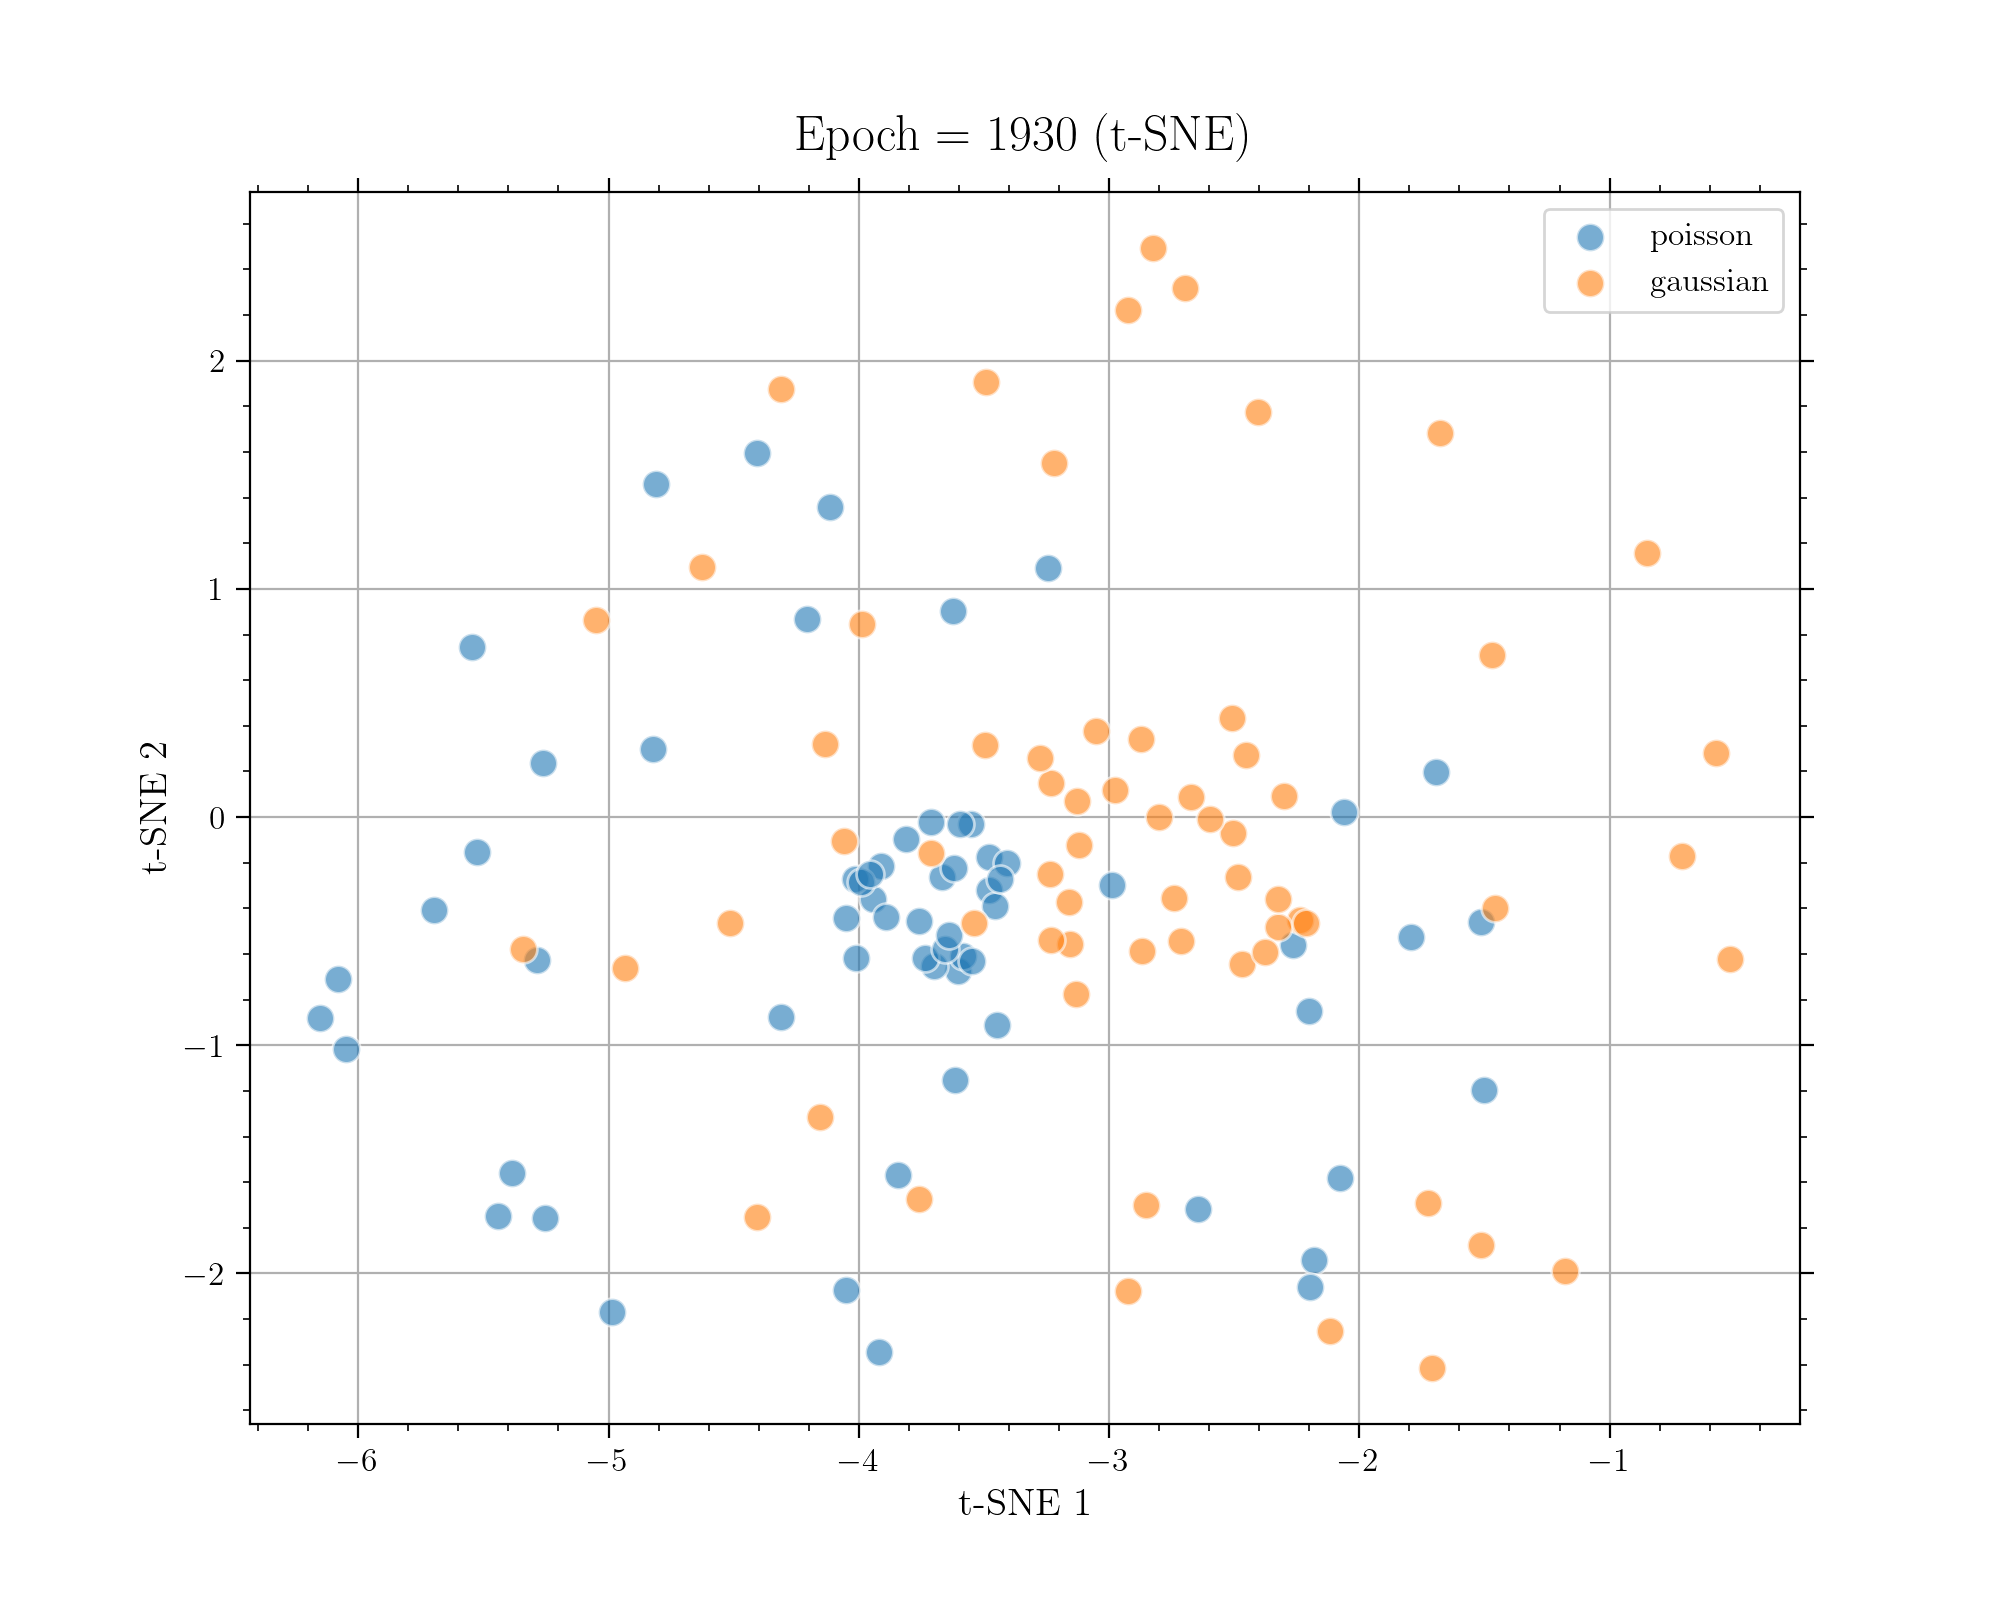 Epoch = 1930 (t-SNE)
poisson
gaussian
2
1
0
−1
−2
t-SNE 2
−6
−5
−4
−3
−2
−1
t-SNE 1